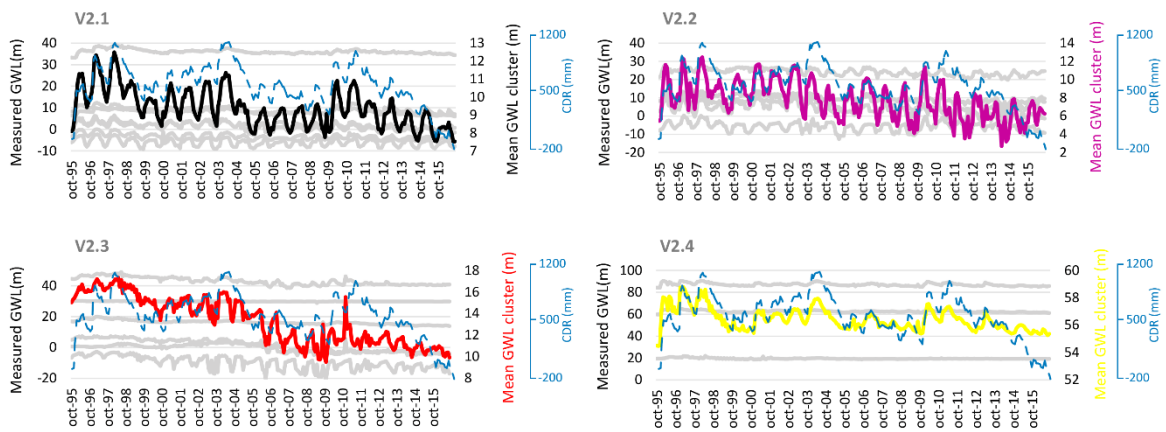 V2.1
Measured GWL(m)
40
30
20
10
0
-10
13
12
11
10
9
8
7
Mean GWL cluster (m)
1200
500
-200
CDR (mm)
oct-95
oct-96
oct-97
oct-98
oct-99
oct-00
oct-01
oct-02
oct-03
oct-04
oct-05
oct-06
oct-07
oct-08
oct-09
oct-10
oct-11
oct-12
oct-13
oct-14
oct-15
V2.2
Measured GWL(m)
40
30
20
10
0
-10
-20
14
12
10
8
6
4
2
Mean GWL cluster (m)
1200
500
-200
CDR (mm)
oct-95
oct-96
oct-97
oct-98
oct-99
oct-00
oct-01
oct-02
oct-03
oct-04
oct-05
oct-06
oct-07
oct-08
oct-09
oct-10
oct-11
oct-12
oct-13
oct-14
oct-15
V2.3
Measured GWL(m)
40
20
0
-20
18
16
14
12
10
8
Mean GWL cluster (m)
1200
500
-200
CDR (mm)
oct-95
oct-96
oct-97
oct-98
oct-99
oct-00
oct-01
oct-02
oct-03
oct-04
oct-05
oct-06
oct-07
oct-08
oct-09
oct-10
oct-11
oct-12
oct-13
oct-14
oct-15
V2.4
Measured GWL(m)
100
80
60
40
20
0
60
58
56
54
52
Mean GWL cluster (m)
1200
500
-200
CDR (mm)
oct-95
oct-96
oct-97
oct-98
oct-99
oct-00
oct-01
oct-02
oct-03
oct-04
oct-05
oct-06
oct-07
oct-08
oct-09
oct-10
oct-11
oct-12
oct-13
oct-14
oct-15